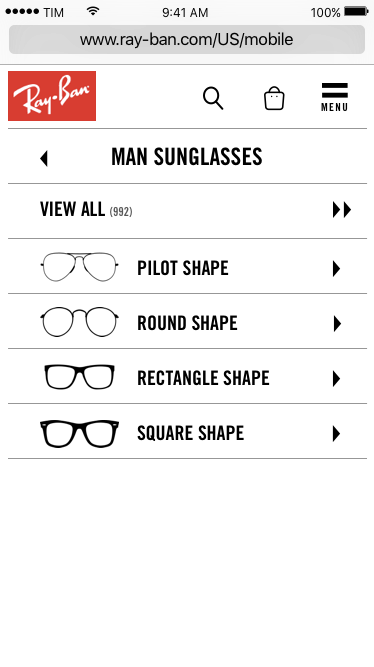 TIM 9:41 AM 100%
www.ray-ban.com/US/mobile
Ray-Ban
MENU
MAN SUNGLASSES
VIEW ALL (992)
PILOT SHAPE
ROUND SHAPE
RECTANGLE SHAPE
SQUARE SHAPE